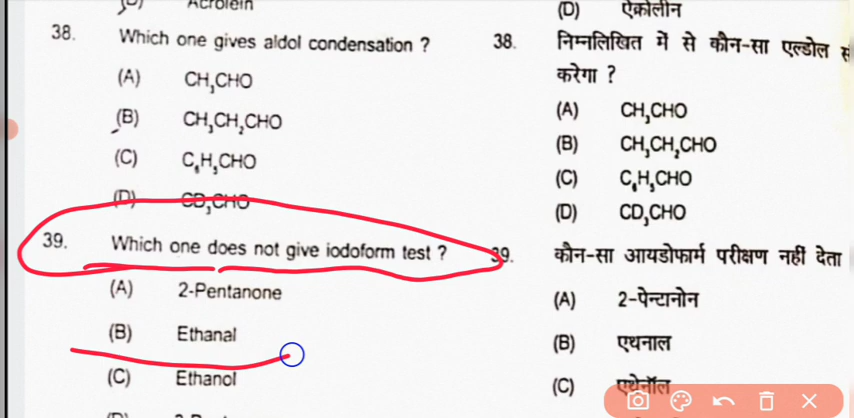 Acrolein
38. Which one gives aldol condensation ?
(A) CH₃CHO
(B) CH₃CH₂CHO
(C) C₆H₅CHO
(D) CD₃CHO
39. Which one does not give iodoform test ?
(A) 2-Pentanone
(B) Ethanal
(C) Ethanol
(D) ऐक्रोलीन
38. निम्नलिखित में से कौन-सा एल्डोल
करेगा ?
(A) CH₃CHO
(B) CH₃CH₂CHO
(C) C₆H₅CHO
(D) CD₃CHO
39. कौन-सा आयडोफार्म परीक्षण नहीं देता
(A) 2-पेन्टानोन
(B) एथनाल
(C) एथेनॉल